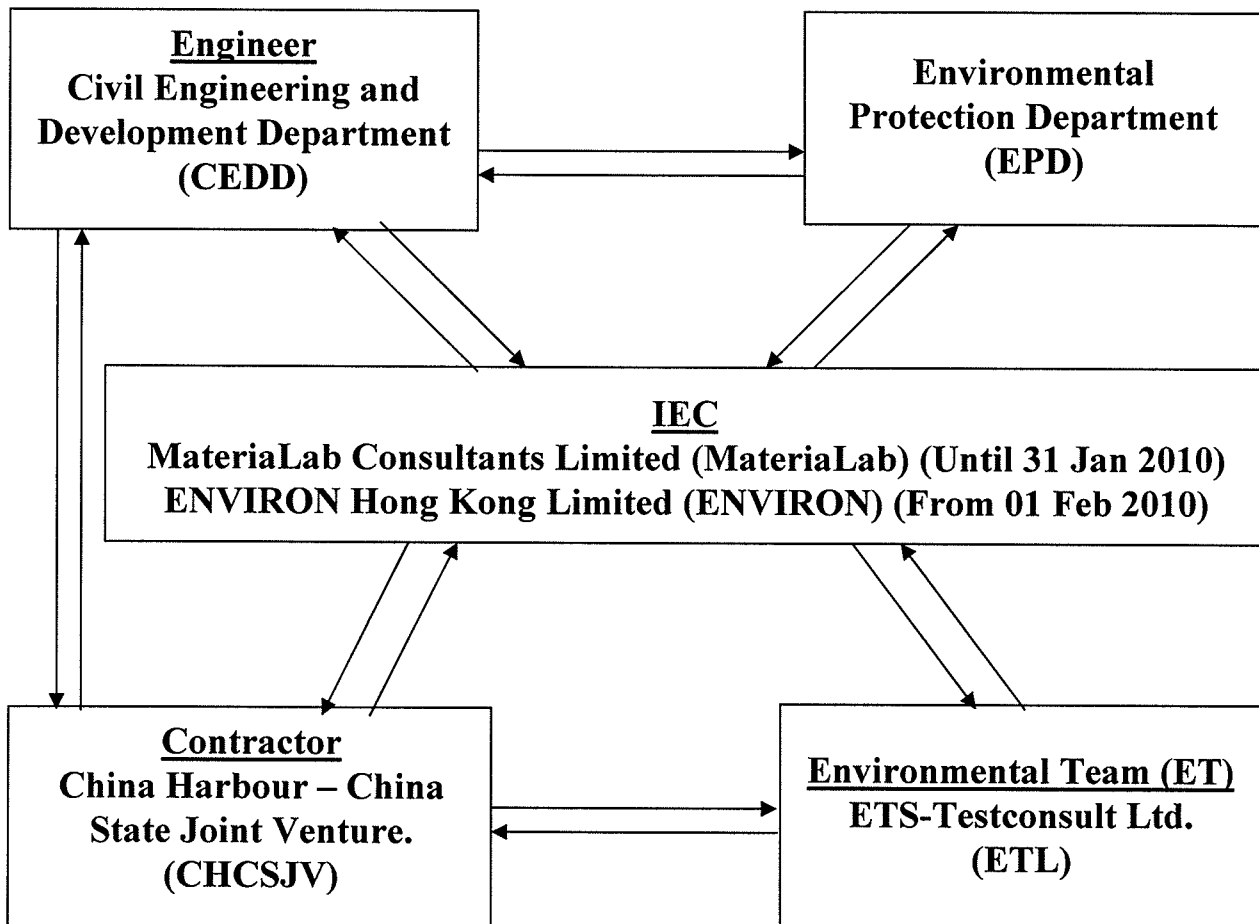 Engineer
Civil Engineering and
Development Department
(CEDD)
Environmental
Protection Department
(EPD)
IEC
MateriaLab Consultants Limited (MateriaLab) (Until 31 Jan 2010)
ENVIRON Hong Kong Limited (ENVIRON) (From 01 Feb 2010)
Contractor
China Harbour – China
State Joint Venture.
(CHCSJV)
Environmental Team (ET)
ETS-Testconsult Ltd.
(ETL)